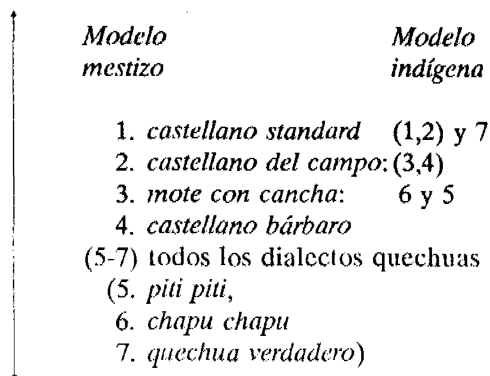 Modelo Modelo
mestizo indígena
1. castellano standard (1,2) y 7
2. castellano del campo: (3,4)
3. mote con cancha: 6 y 5
4. castellano bárbaro
(5-7) todos los dialectos quechuas
(5. piti piti,
6. chapu chapu
7. quechua verdadero)